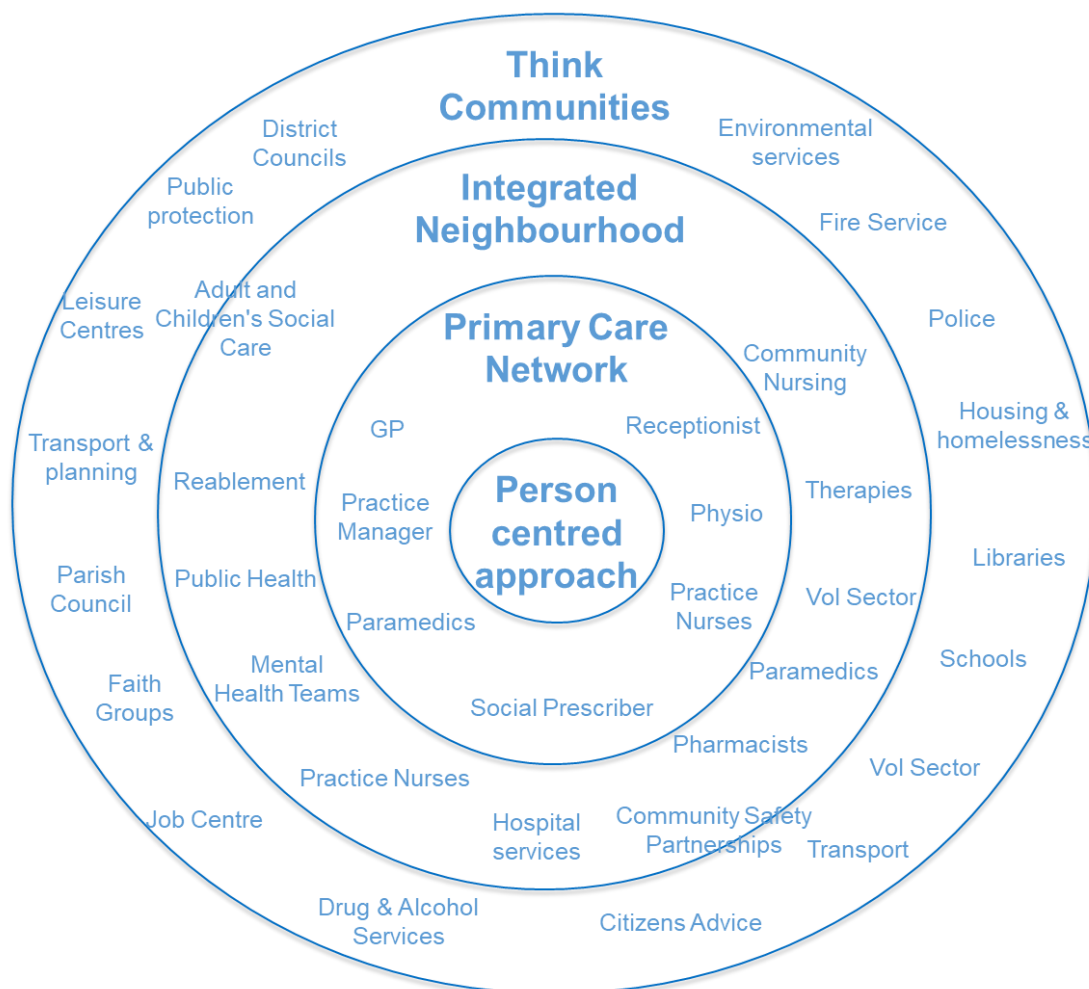 Think
Communities
District
Councils
Environmental
services
Public
protection
Integrated
Neighbourhood
Fire Service
Leisure
Centres
Adult and
Children's Social
Care
Police
Primary Care
Network
Community
Nursing
Housing &
homelessness
GP
Receptionist
Transport &
planning
Reablement
Practice
Manager
Person
centred
approach
Physio
Therapies
Libraries
Parish
Council
Public Health
Paramedics
Practice
Nurses
Vol Sector
Schools
Faith
Groups
Mental
Health Teams
Social Prescriber
Paramedics
Pharmacists
Vol Sector
Practice Nurses
Job Centre
Hospital
services
Community Safety
Partnerships
Transport
Drug & Alcohol
Services
Citizens Advice